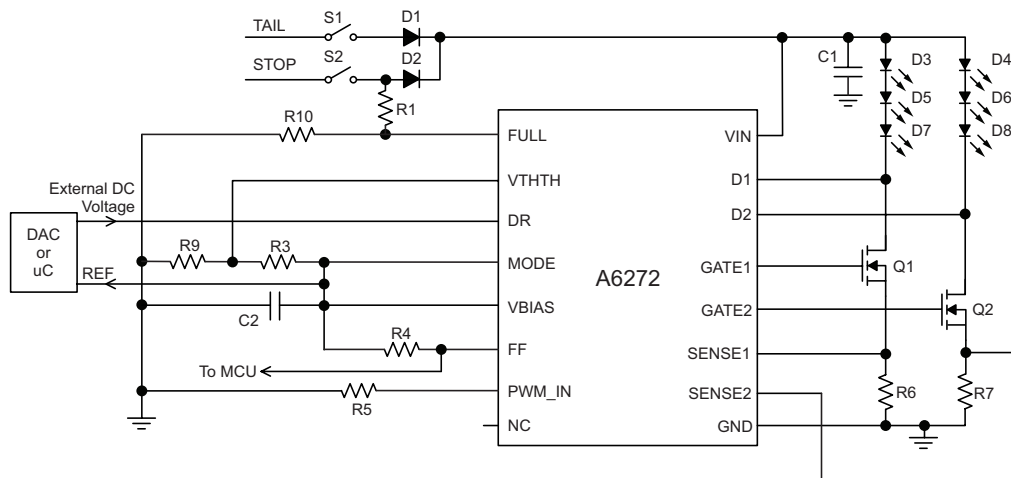 TAIL
S1
D1
STOP
S2
D2
R1
C1
D3
D4
D5
D6
D7
D8
R10
FULL
VIN
External DC
Voltage
VTHTH
D1
DR
D2
DAC
or
uC
R9
R3
MODE
A6272
GATE1
Q1
REF
C2
VBIAS
GATE2
Q2
R4
FF
SENSE1
To MCU
R5
PWM_IN
SENSE2
R6
R7
NC
GND